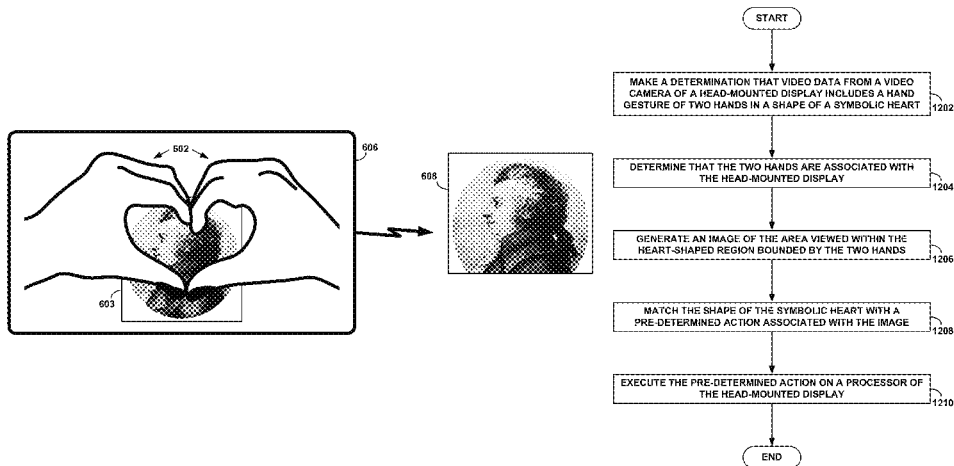 602
606
603
608
START
MAKE A DETERMINATION THAT VIDEO DATA FROM A VIDEO
CAMERA OF A HEAD-MOUNTED DISPLAY INCLUDES A HAND
GESTURE OF TWO HANDS IN A SHAPE OF A SYMBOLIC HEART
1202
DETERMINE THAT THE TWO HANDS ARE ASSOCIATED WITH
THE HEAD-MOUNTED DISPLAY
1204
GENERATE AN IMAGE OF THE AREA VIEWED WITHIN THE
HEART-SHAPED REGION BOUNDED BY THE TWO HANDS
1206
MATCH THE SHAPE OF THE SYMBOLIC HEART WITH A
PRE-DETERMINED ACTION ASSOCIATED WITH THE IMAGE
1208
EXECUTE THE PRE-DETERMINED ACTION ON A PROCESSOR OF
THE HEAD-MOUNTED DISPLAY
1210
END